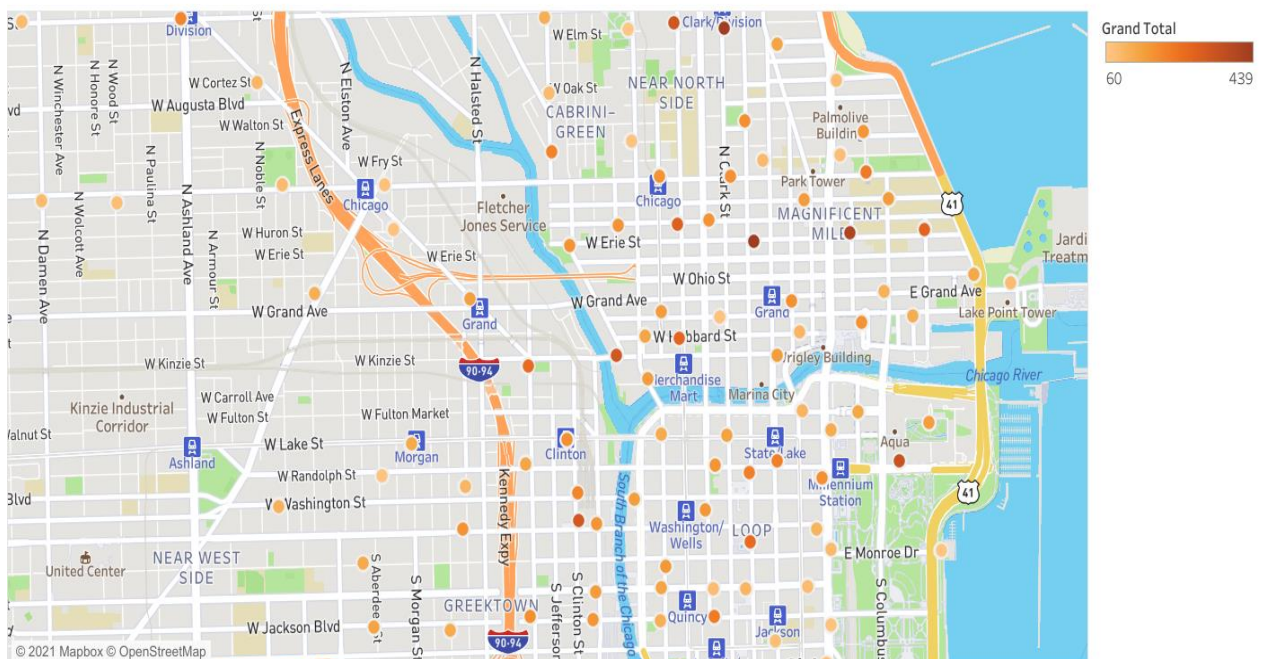 Grand Total
60
439
Division
Clark/Division
W Elm St
NEAR NORTH
SIDE
W Cortez St
W Oak St
N Winchester Ave
N Honore St
N Wood St
W Augusta Blvd
CABRINI-
GREEN
Palmolive
Building
W Walton St
N Elston Ave
N Halsted St
Express Lanes
N Noble St
W Fry St
N Paulina St
N Clark St
Park Tower
Chicago
Chicago
Fletcher
Jones Service
MAGNIFICENT
MILE
41
N Damen Ave
N Wolcott Ave
N Ashland Ave
N Armour St
W Huron St
W Erie St
W Erie St
W Erie St
W Ohio St
W Grand Ave
W Grand Ave
Grand
Grand
E Grand Ave
Lake Point Tower
W Hubbard St
W Kinzie St
W Kinzie St
90-94
Merchandise
Mart
Wrigley Building
Chicago River
Marina City
Kinzie Industrial
Corridor
W Carroll Ave
W Fulton St
W Fulton Market
Walnut St
W Lake St
Ashland
Morgan
Clinton
State/Lake
Aqua
W Randolph St
Millennium
Station
41
Blvd
W Washington St
Kennedy Expy
South Branch of the Chicago
Washington/
Wells
LOOP
E Monroe Dr
United Center
NEAR WEST
SIDE
S Aberdeen St
S Morgan St
GREEKTOWN
S Jefferson
S Clinton St
S Columbus
Quincy
Jackson
W Jackson Blvd
90-94
© 2021 Mapbox © OpenStreetMap